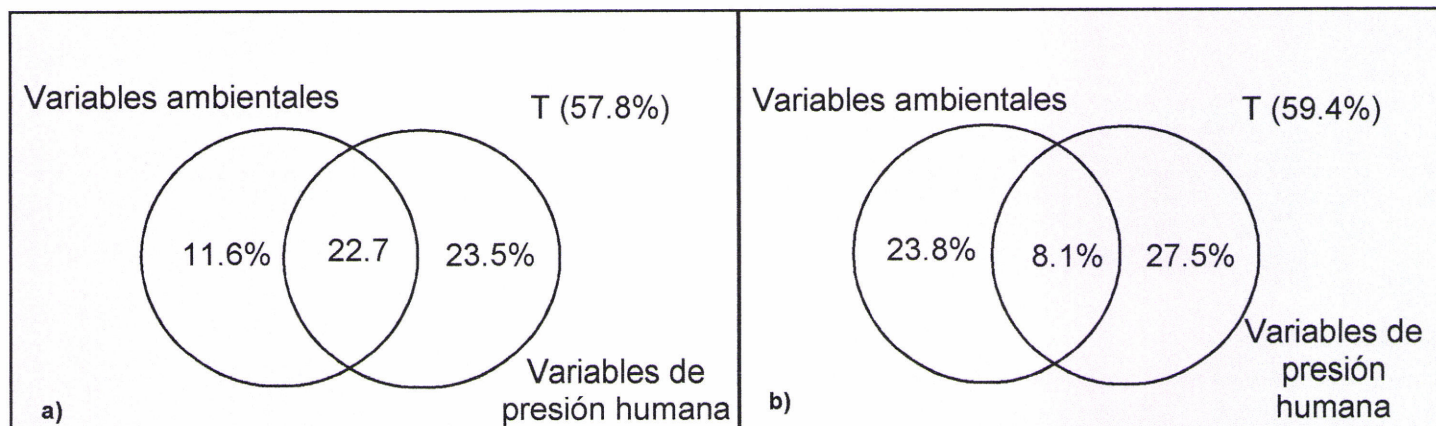 Variables ambientales
T (57.8%)
11.6%
22.7
23.5%
Variables de
presión humana
a)
Variables ambientales
T (59.4%)
23.8%
8.1%
27.5%
Variables de
presión
humana
b)